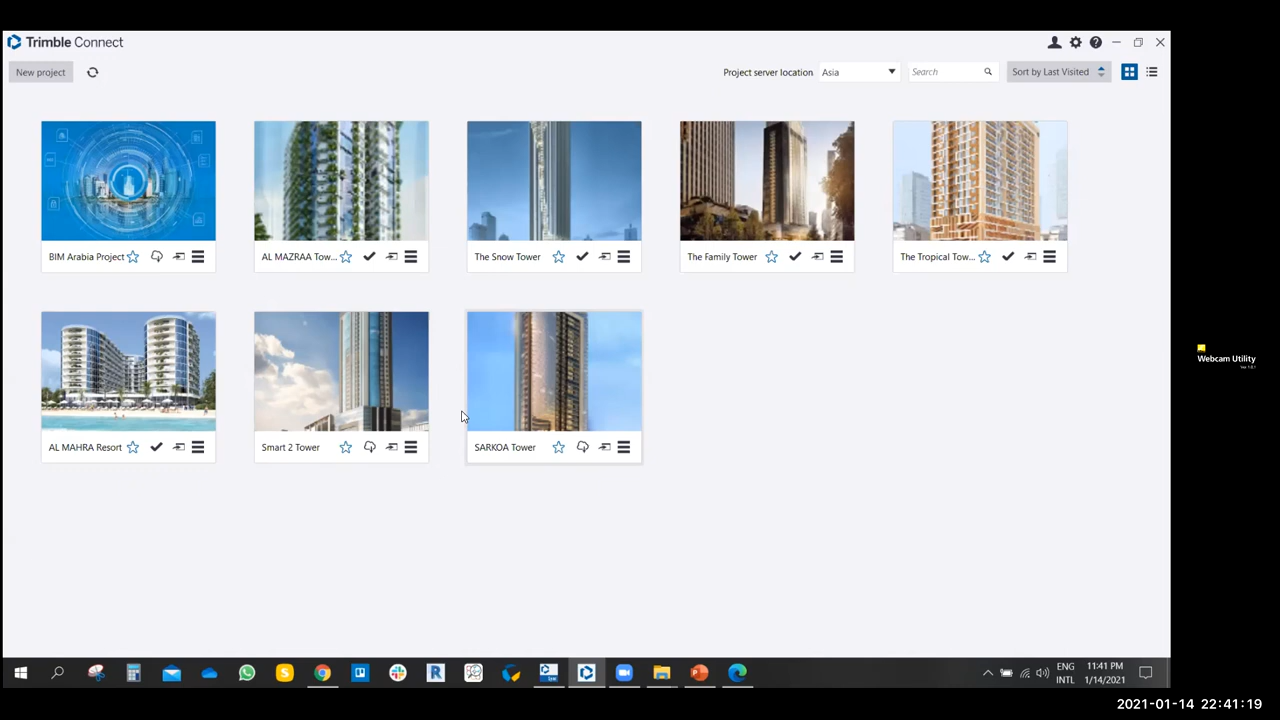 Trimble Connect
New project
Project server location
Asia
Search
Sort by Last Visited
BIM Arabia Project
AL MAZRAA Tow...
The Snow Tower
The Family Tower
The Tropical Tow...
AL MAHRA Resort
Smart 2 Tower
SARKOA Tower
Webcam Utility
ENG
INTL
11:41 PM
1/14/2021
2021-01-14 22:41:19